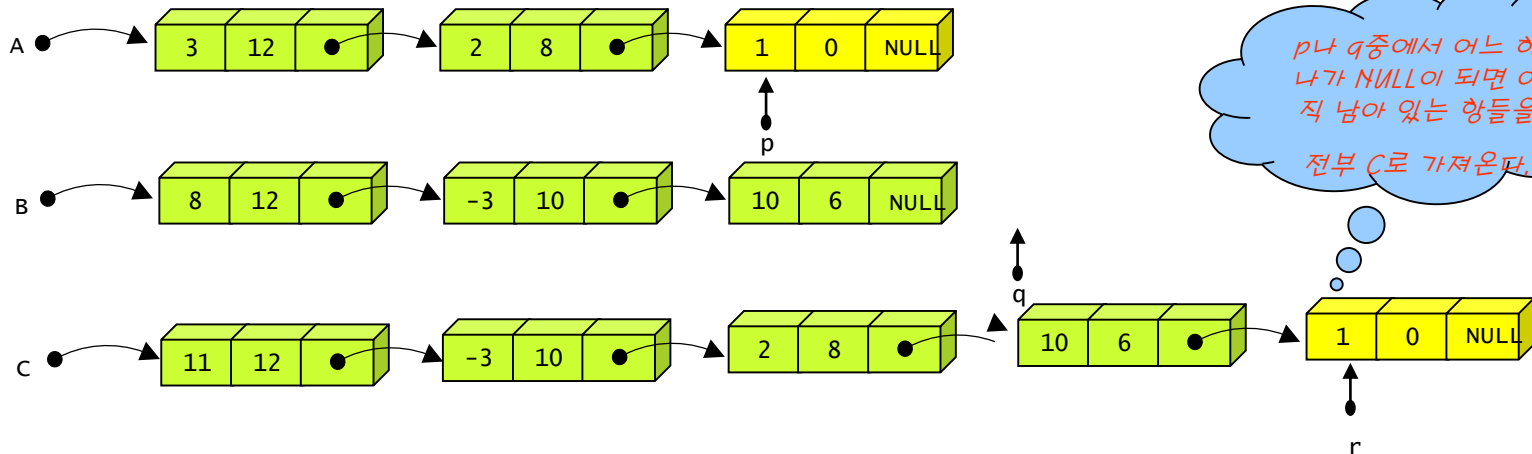 A 3 12 2 8 1 0 NULL
p나 q중에서 어느
나가 NULL이 되면
직 남아 있는 항들을
전부 C로 가져온다.
p
B 8 12 -3 10 10 6 NULL
q
C 11 12 -3 10 2 8 10 6 1 0 NULL
r